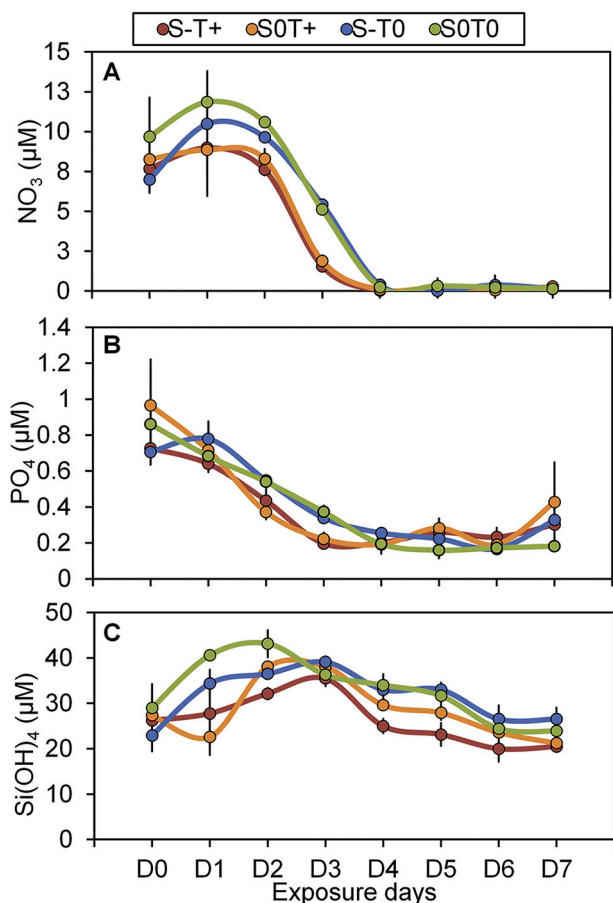 S-T+ S0T+ S-T0 S0T0
A
NO3 (µM)
15
13
10
8
5
3
0
B
PO4 (µM)
1.4
1.2
1
0.8
0.6
0.4
0.2
0
C
Si(OH)4 (µM)
50
40
30
20
10
0
D0 D1 D2 D3 D4 D5 D6 D7
Exposure days